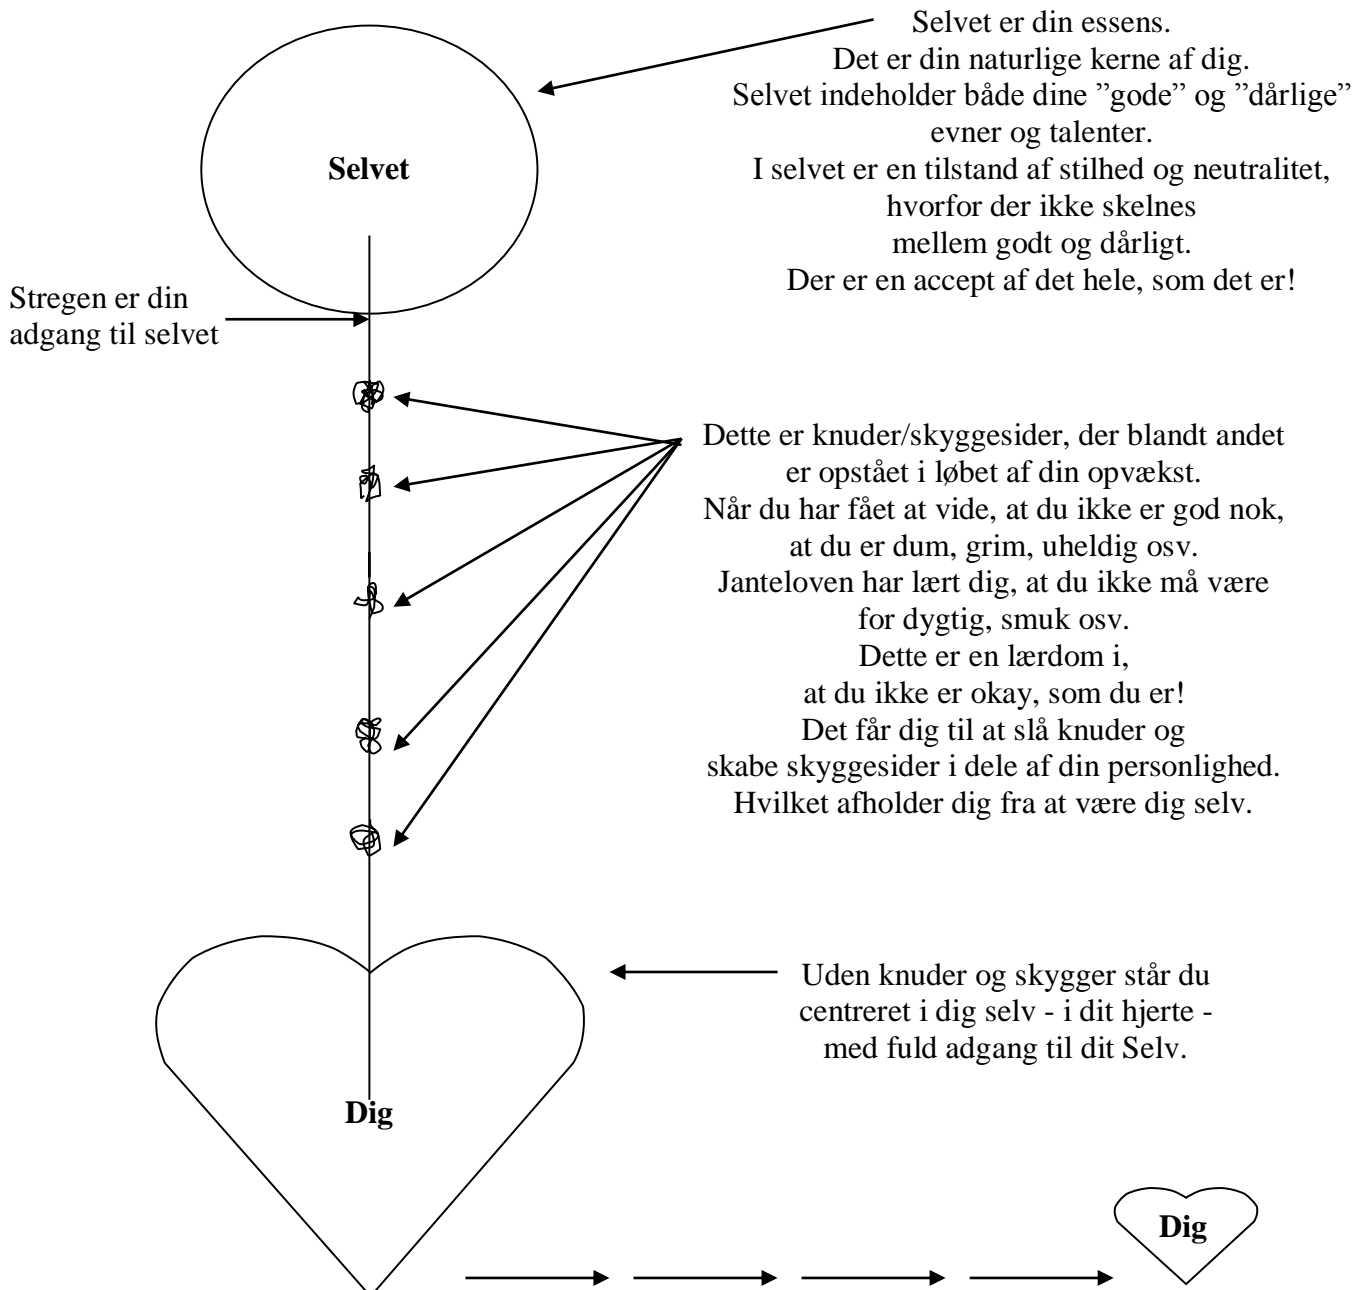 Selvet er din essens.
Det er din naturlige kerne af dig.
Selvet indeholder både dine ”gode” og ”dårlige”
evner og talenter.
I selvet er en tilstand af stilhed og neutralitet,
hvorfor der ikke skelnes
mellem godt og dårligt.
Der er en accept af det hele, som det er!
Selvet
Stregen er din
adgang til selvet
Dette er knuder/skyggesider, der blandt andet
er opstået i løbet af din opvækst.
Når du har fået at vide, at du ikke er god nok,
at du er dum, grim, uheldig osv.
Janteloven har lært dig, at du ikke må være
for dygtig, smuk osv.
Dette er en lærdom i,
at du ikke er okay, som du er!
Det får dig til at slå knuder og
skabe skyggesider i dele af din personlighed.
Hvilket afholder dig fra at være dig selv.
Uden knuder og skygger står du
centreret i dig selv - i dit hjerte -
med fuld adgang til dit Selv.
Dig
Dig